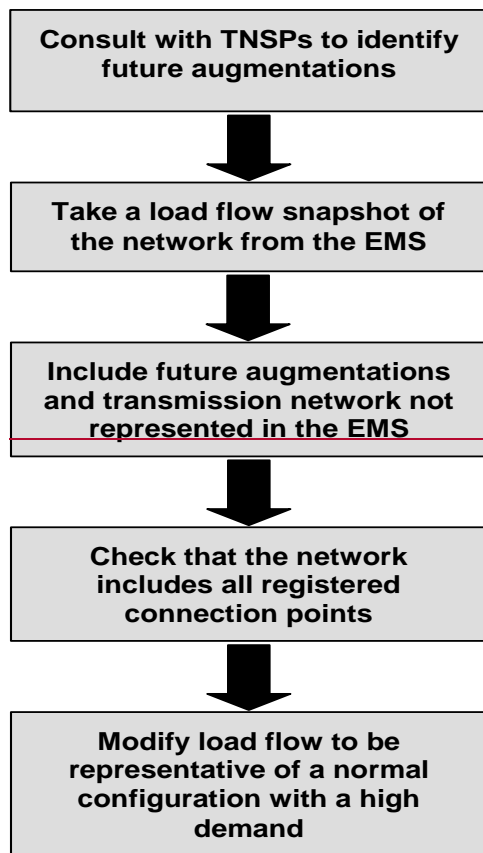 Consult with TNSPs to identify
future augmentations
Take a load flow snapshot of
the network from the EMS
Include future augmentations
and transmission network not
represented in the EMS
Check that the network
includes all registered
connection points
Modify load flow to be
representative of a normal
configuration with a high
demand